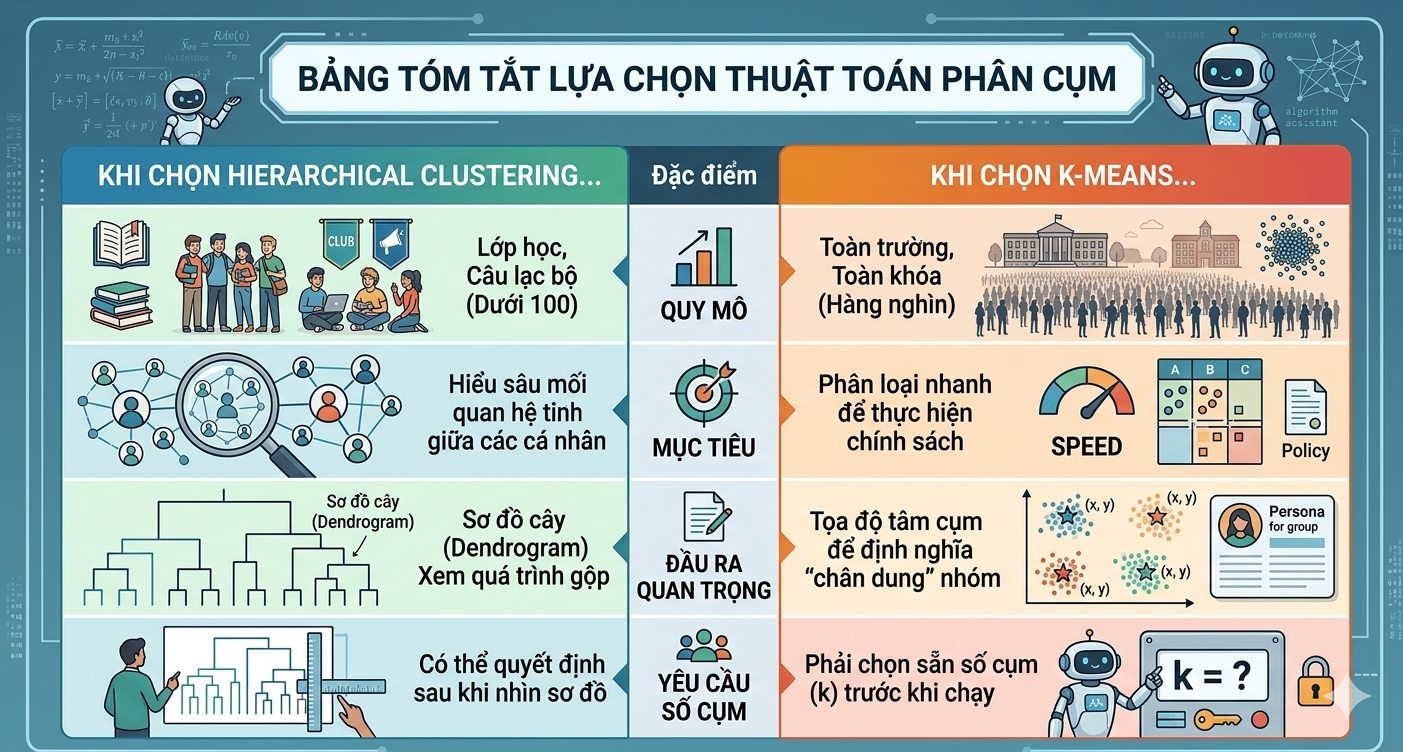 BẢNG TÓM TẮT LỰA CHỌN THUẬT TOÁN PHÂN CỤM
algorithm
assistant
KHI CHỌN HIERARCHICAL CLUSTERING...
Đặc điểm
KHI CHỌN K-MEANS...
CLUB
Lớp học,
Câu lạc bộ
(Dưới 100)
QUY MÔ
Toàn trường,
Toàn khóa
(Hàng nghìn)
Hiểu sâu mối
quan hệ tinh
giữa các cá nhân
MỤC TIÊU
Phân loại nhanh
để thực hiện
chính sách
SPEED
A B C
Policy
Sơ đồ cây
(Dendrogram)
Sơ đồ cây
(Dendrogram)
Xem quá trình gộp
ĐẦU RA
QUAN TRỌNG
Tọa độ tâm cụm
để định nghĩa
“chân dung” nhóm
(x, y)
(x, y)
(x, y)
(x, y)
Persona
for group
Có thể quyết định
sau khi nhìn sơ đồ
YÊU CẦU
SỐ CỤM
Phải chọn sẵn số cụm
(k) trước khi chạy
k = ?